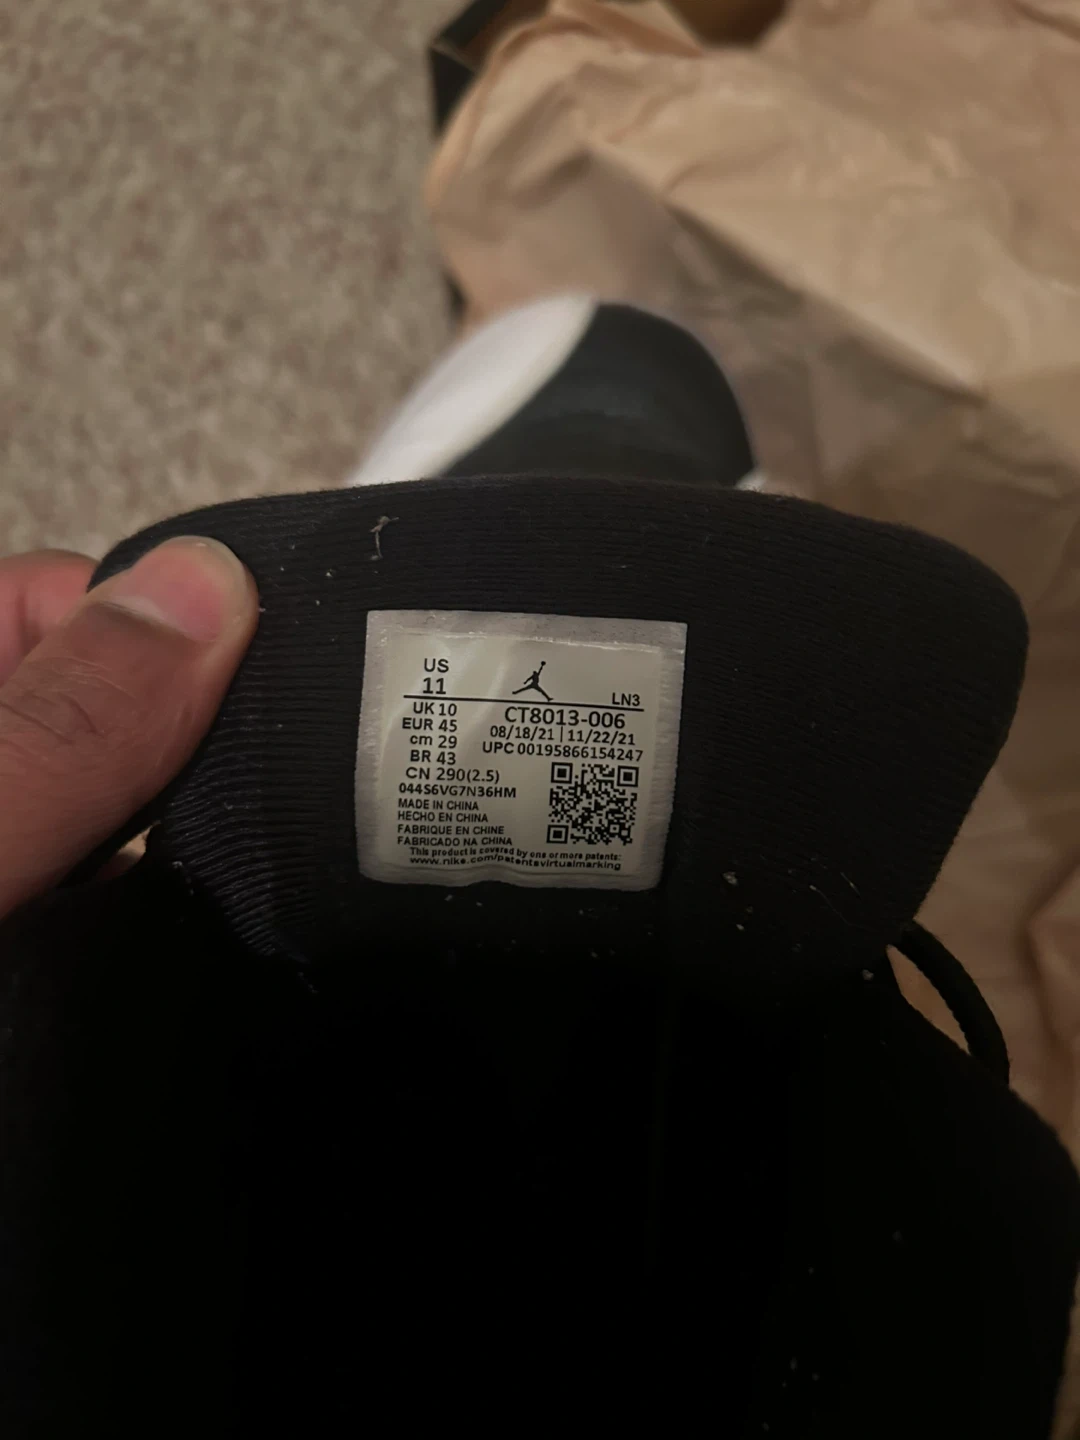 US
11
LN3
UK 10
CT8013-006
EUR 45
08/18/21 | 11/22/21
cm 29
UPC 00195866154247
BR 43
CN 290(2.5)
044S6VG7N36HM
MADE IN CHINA
HECHO EN CHINA
FABRIQUE EN CHINE
FABRICADO NA CHINA
This product is covered by one or more patents:
www.nike.com/patentsvirtualmarking